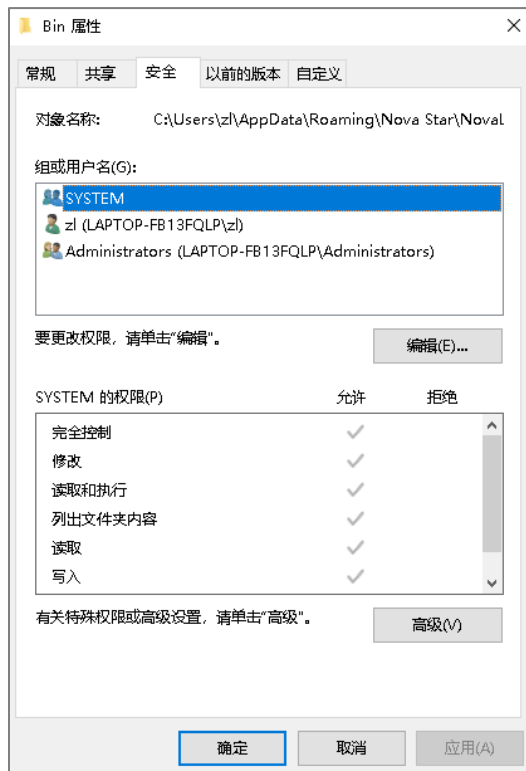 Bin 属性
常规 共享 安全 以前的版本 自定义
对象名称: C:\Users\zl\AppData\Roaming\Nova Star\NovaL
组或用户名(G):
SYSTEM
zl (LAPTOP-FB13FQLP\zl)
Administrators (LAPTOP-FB13FQLP\Administrators)
要更改权限，请单击"编辑"。
编辑(E)...
SYSTEM 的权限(P) 允许 拒绝
完全控制
修改
读取和执行
列出文件夹内容
读取
写入
有关特殊权限或高级设置，请单击"高级"。
高级(V)
确定 取消 应用(A)